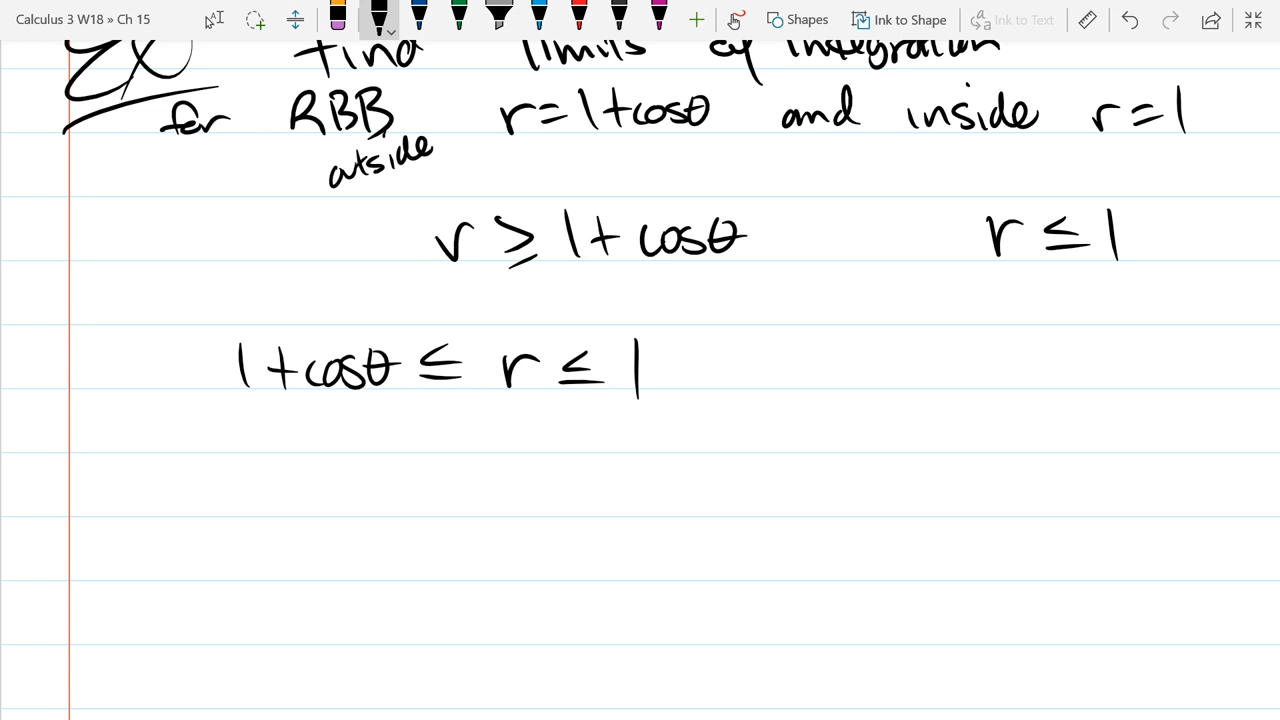 Calculus 3 W18 » Ch 15
Shapes
Ink to Shape
Ink to Text
Ex find limits of integration
for RBB r=1+cosθ and inside r=1
outside
r ≥ 1+cosθ r ≤ 1
1+cosθ ≤ r ≤ 1